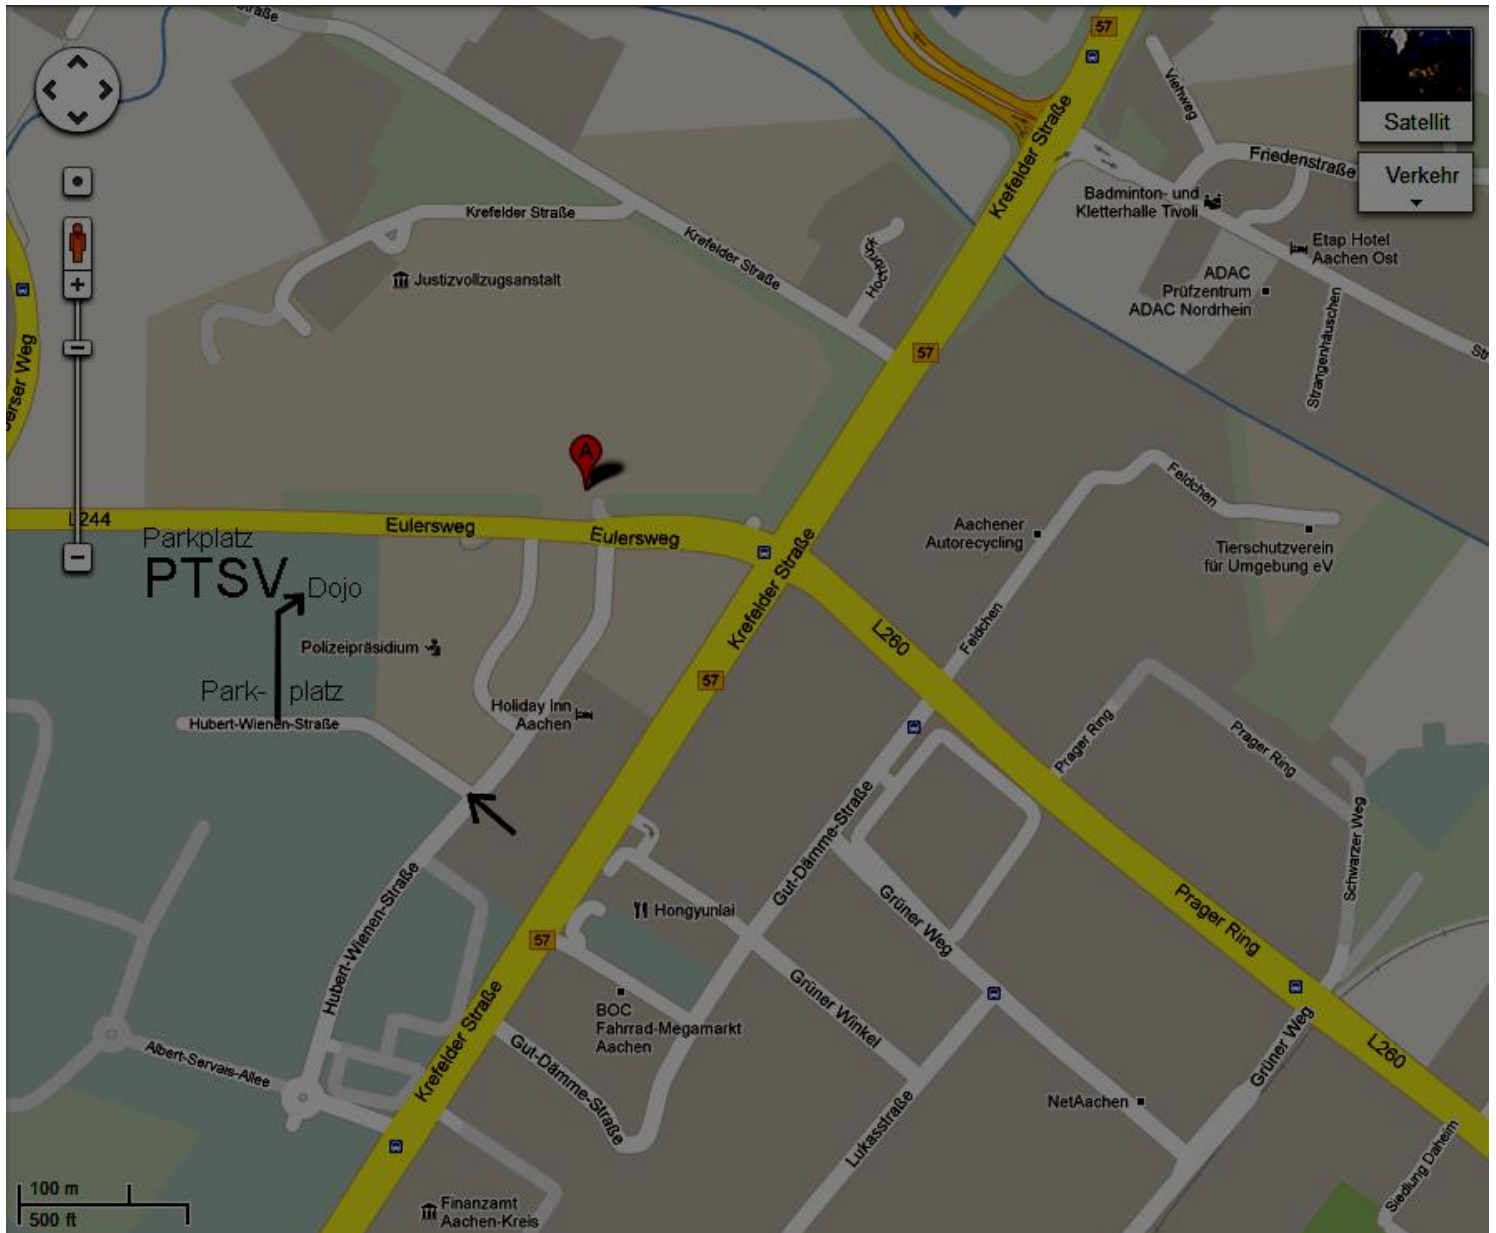 straße
57
Viehweg
Satellit
Krefelder Straße
Friedenstraße
Verkehr
Badminton- und
Kletterhalle Tivoli
Krefelder Straße
Krefelder Straße
Hochbrück
Etap Hotel
Aachen Ost
Justizvollzugsanstalt
ADAC
Prüfzentrum
ADAC Nordrhein
Strangenhäuschen
57
Str
erser Weg
A
Feldchen
L244
Eulersweg
Eulersweg
Parkplatz
PTSV
Dojo
Aachener
Autorecycling
Tierschutzverein
für Umgebung eV
Krefelder Straße
Feldchen
L260
Polizeipräsidium
57
Park- platz
Hubert-Wienen-Straße
Holiday Inn
Aachen
Prager Ring
Prager Ring
Gut-Dämme-Straße
Schwarzer Weg
Hubert-Wienen-Straße
Hongyunlai
Grüner Weg
Prager Ring
57
Grüner Winkel
BOC
Fahrrad-Megamarkt
Aachen
Krefelder Straße
Gut-Dämme-Straße
Albert-Servais-Allee
Grüner Weg
L260
NetAachen
Lukasstraße
Siedlung Daheim
100 m
500 ft
Finanzamt
Aachen-Kreis